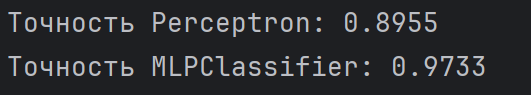 Точность Perceptron: 0.8955
Точность MLPClassifier: 0.9733